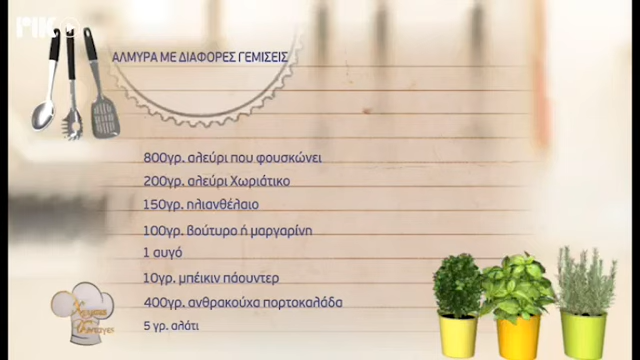 ΡΙΚ
ΑΛΜΥΡΑ ΜΕ ΔΙΑΦΟΡΕΣ ΓΕΜΙΣΕΙΣ
800γρ. αλεύρι που φουσκώνει
200γρ. αλεύρι Χωριάτικο
150γρ. ηλιανθέλαιο
100γρ. βούτυρο ή μαργαρίνη
1 αυγό
10γρ. μπέικιν πάουντερ
400γρ. ανθρακούχα πορτοκαλάδα
5 γρ. αλάτι